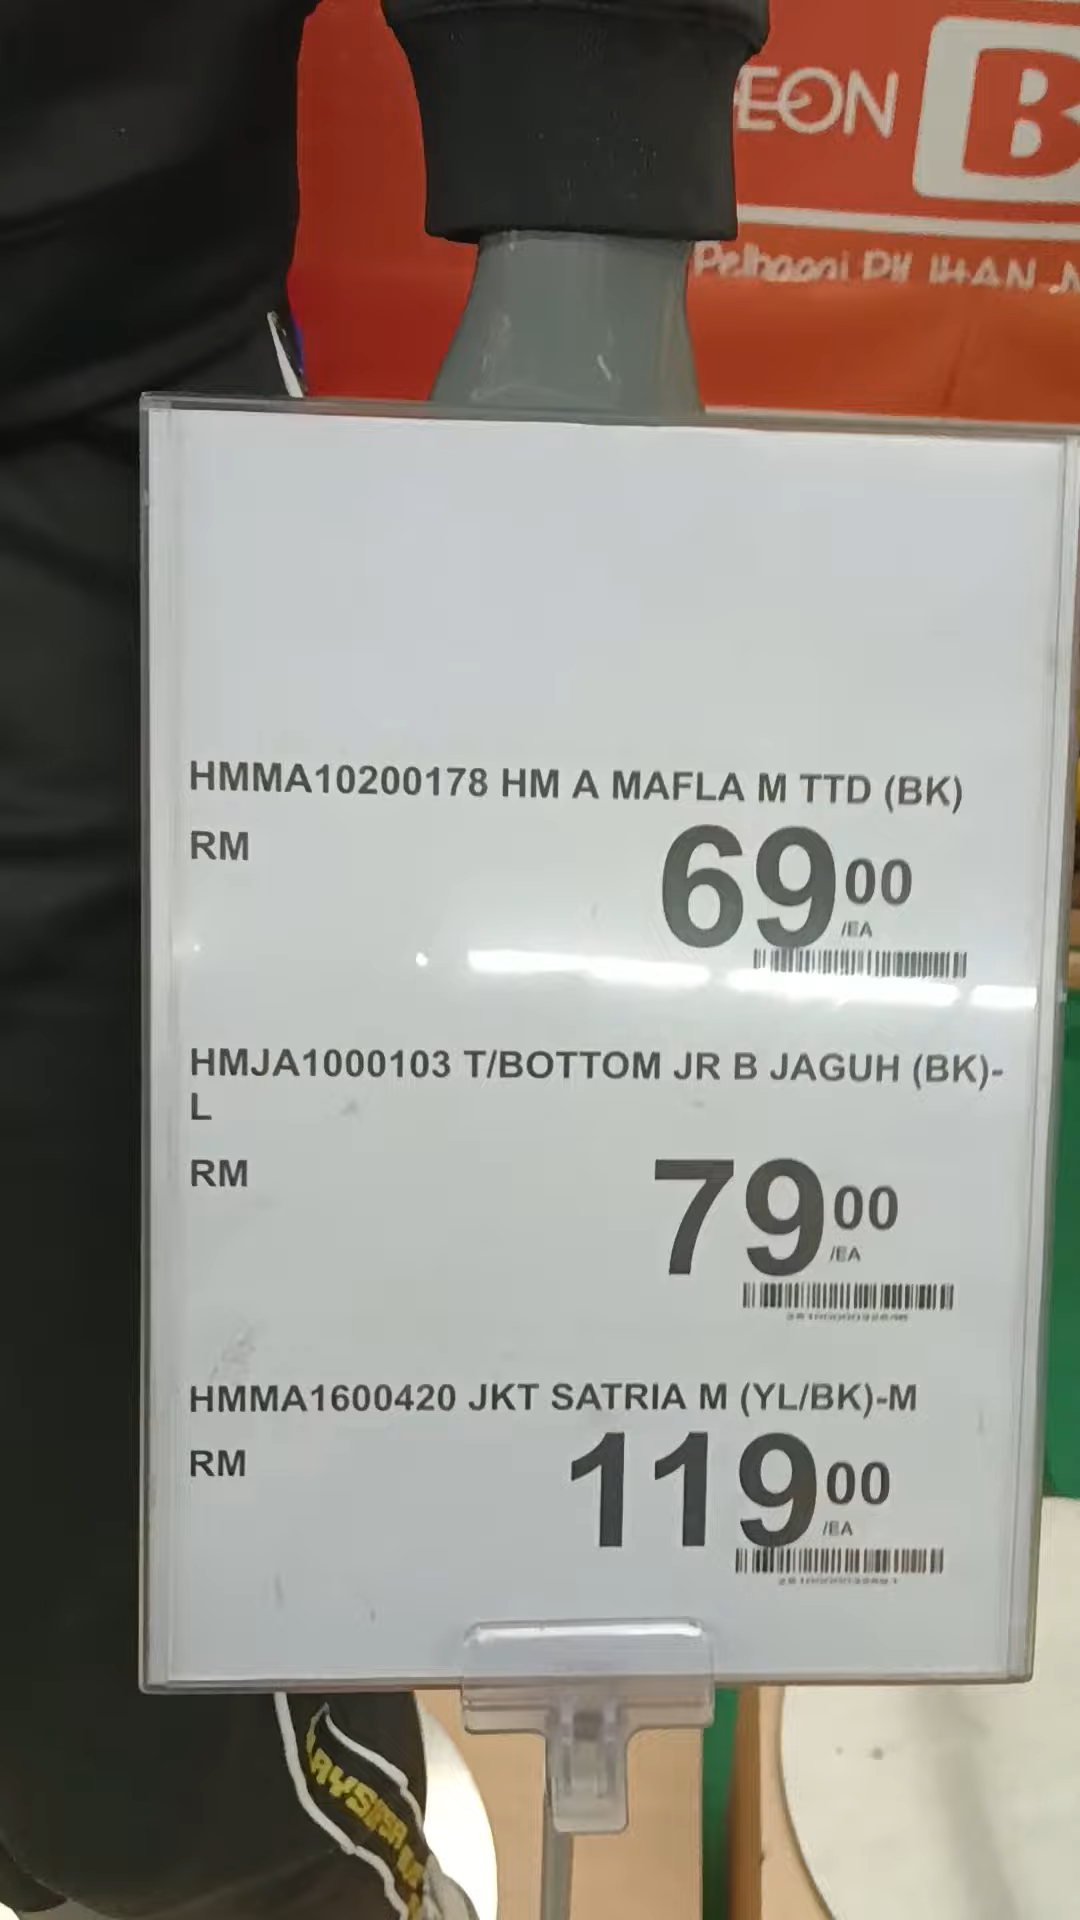 EON B
HMMA10200178 HM A MAFLA M TTD (BK)
RM
69 00
/EA
HMJA1000103 T/BOTTOM JR B JAGUH (BK)-
L
RM
79 00
/EA
HMMA1600420 JKT SATRIA M (YL/BK)-M
RM
119 00
/EA